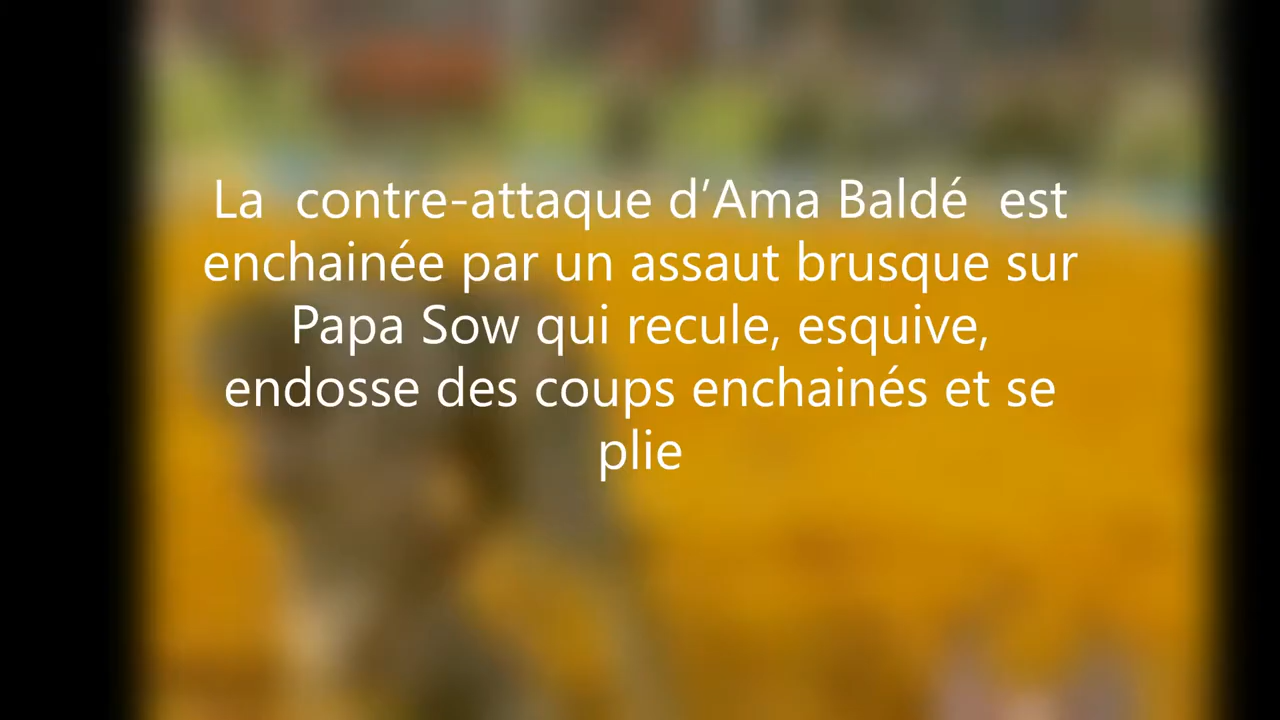 La  contre-attaque d’Ama Baldé  est
enchainée par un assaut brusque sur
Papa Sow qui recule, esquive,
endosse des coups enchainés et se
plie